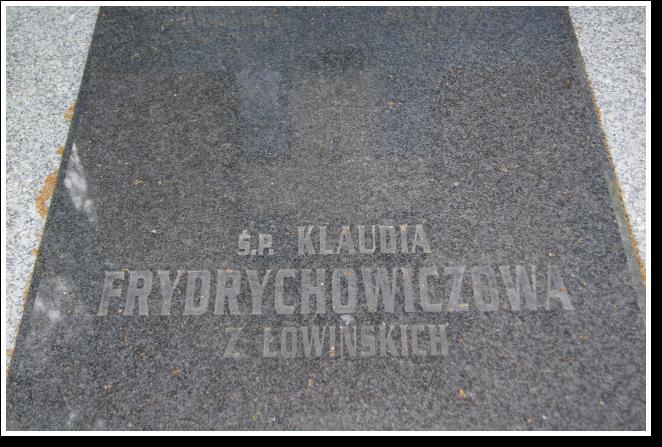 Ś.P. KLAUDIA
FRYDRYCHOWICZOWA
Z ŁOWIŃSKICH